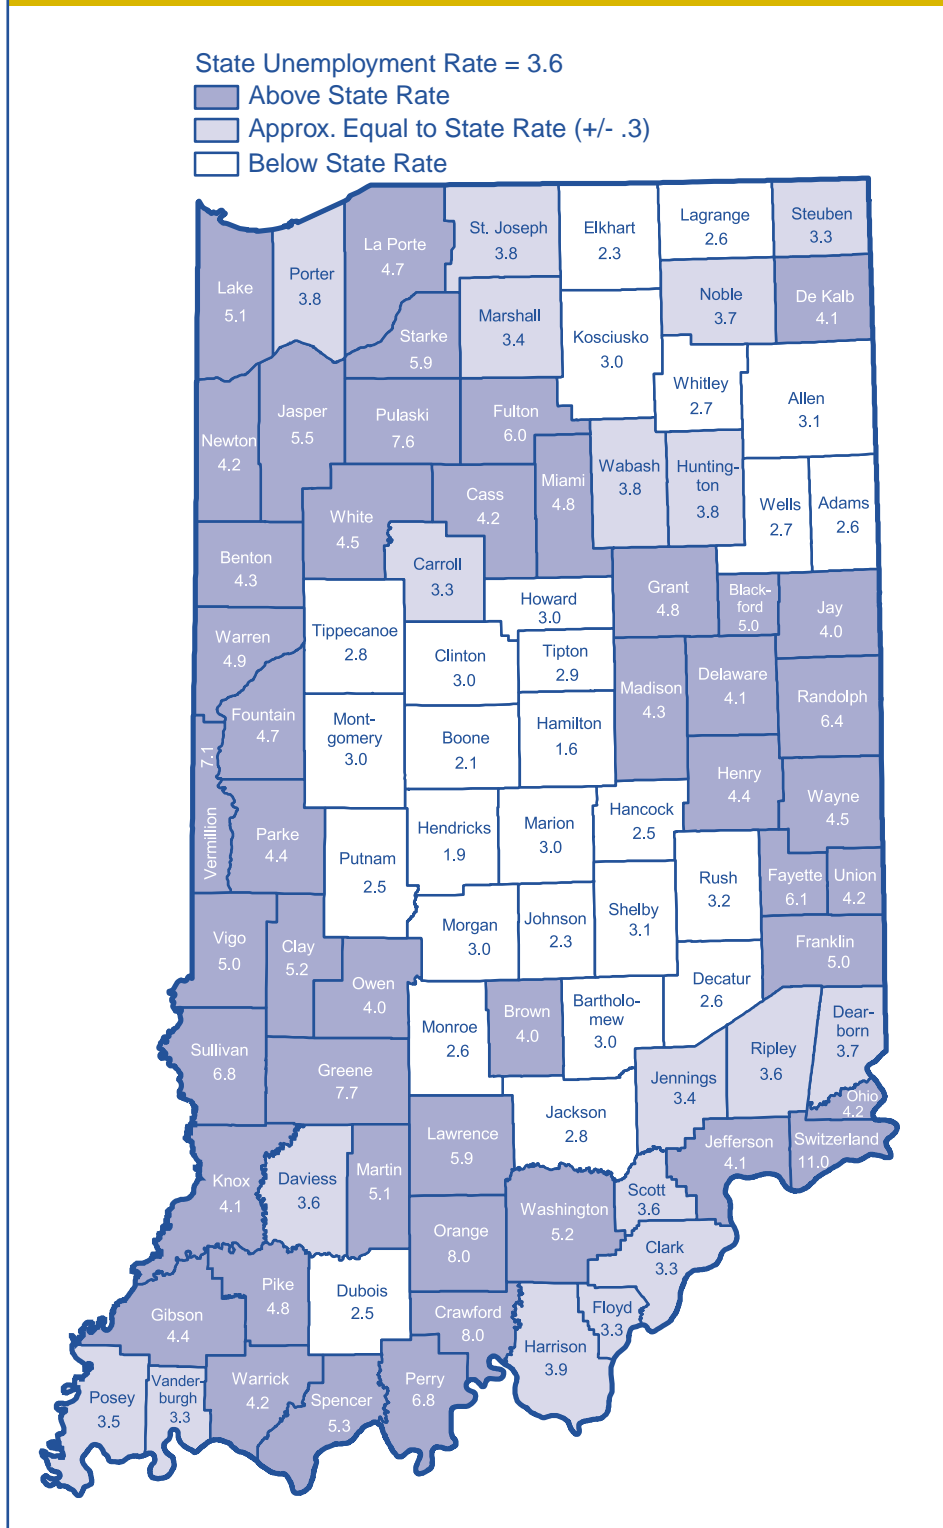 State Unemployment Rate = 3.6
Above State Rate
Approx. Equal to State Rate (+/- .3)
Below State Rate
Lake
5.1
Porter
3.8
La Porte
4.7
St. Joseph
3.8
Elkhart
2.3
Lagrange
2.6
Steuben
3.3
Noble
3.7
De Kalb
4.1
Starke
5.9
Marshall
3.4
Kosciusko
3.0
Whitley
2.7
Allen
3.1
Newton
4.2
Jasper
5.5
Pulaski
7.6
Fulton
6.0
Miami
4.8
Wabash
3.8
Hunting-
ton
3.8
Wells
2.7
Adams
2.6
White
4.5
Cass
4.2
Benton
4.3
Carroll
3.3
Howard
3.0
Grant
4.8
Black-
ford
5.0
Jay
4.0
Warren
4.9
Tippecanoe
2.8
Clinton
3.0
Tipton
2.9
Madison
4.3
Delaware
4.1
Randolph
6.4
Fountain
4.7
Mont-
gomery
3.0
Boone
2.1
Hamilton
1.6
Vermillion
7.1
Henry
4.4
Wayne
4.5
Parke
4.4
Putnam
2.5
Hendricks
1.9
Marion
3.0
Hancock
2.5
Rush
3.2
Fayette
6.1
Union
4.2
Vigo
5.0
Clay
5.2
Owen
4.0
Morgan
3.0
Johnson
2.3
Shelby
3.1
Decatur
2.6
Franklin
5.0
Sullivan
6.8
Greene
7.7
Monroe
2.6
Brown
4.0
Bartholo-
mew
3.0
Jennings
3.4
Ripley
3.6
Dear-
born
3.7
Ohio
4.2
Switzerland
11.0
Jefferson
4.1
Jackson
2.8
Lawrence
5.9
Knox
4.1
Daviess
3.6
Martin
5.1
Orange
8.0
Washington
5.2
Scott
3.6
Clark
3.3
Floyd
3.3
Harrison
3.9
Crawford
8.0
Dubois
2.5
Pike
4.8
Gibson
4.4
Posey
3.5
Vander-
burgh
3.3
Warrick
4.2
Spencer
5.3
Perry
6.8